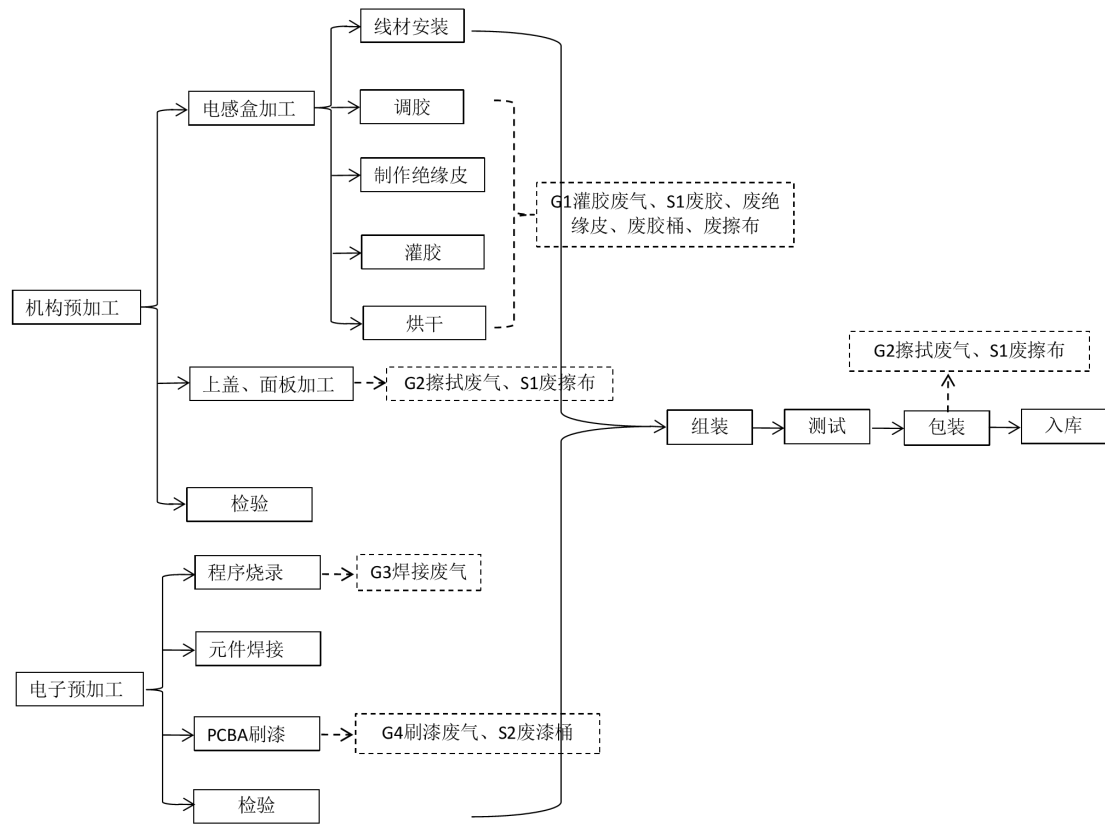 线材安装
电感盒加工
调胶
制作绝缘皮
G1灌胶废气、S1废胶、废绝
缘皮、废胶桶、废擦布
灌胶
机构预加工
烘干
上盖、面板加工
G2擦拭废气、S1废擦布
G2擦拭废气、S1废擦布
组装
测试
包装
入库
检验
程序烧录
G3焊接废气
元件焊接
电子预加工
PCBA刷漆
G4刷漆废气、S2废漆桶
检验